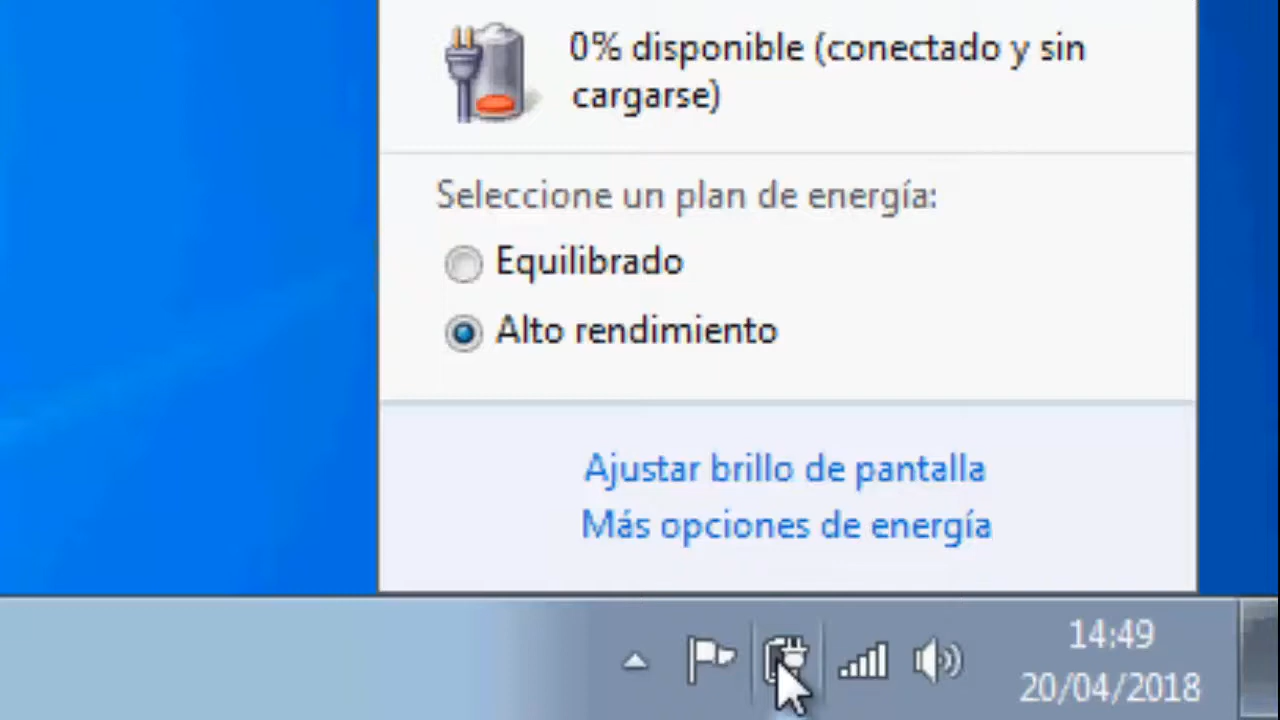 0% disponible (conectado y sin
cargarse)
Seleccione un plan de energía:
Equilibrado
Alto rendimiento
Ajustar brillo de pantalla
Más opciones de energía
14:49
20/04/2018